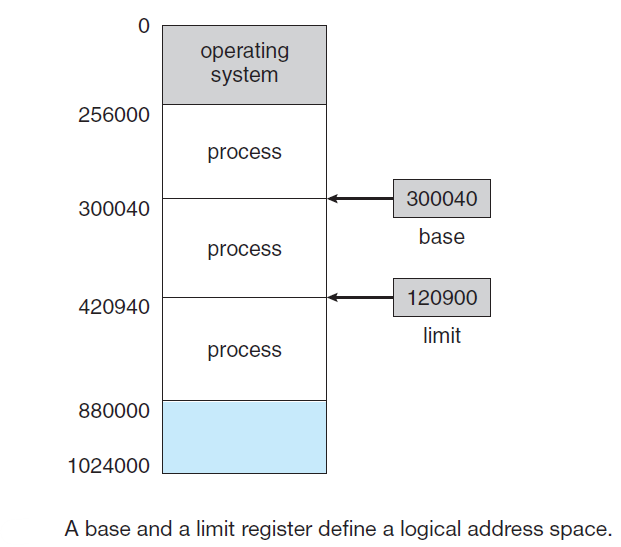 0
operating
system
256000
process
300040
300040
base
process
420940
120900
limit
process
880000
1024000
A base and a limit register define a logical address space.